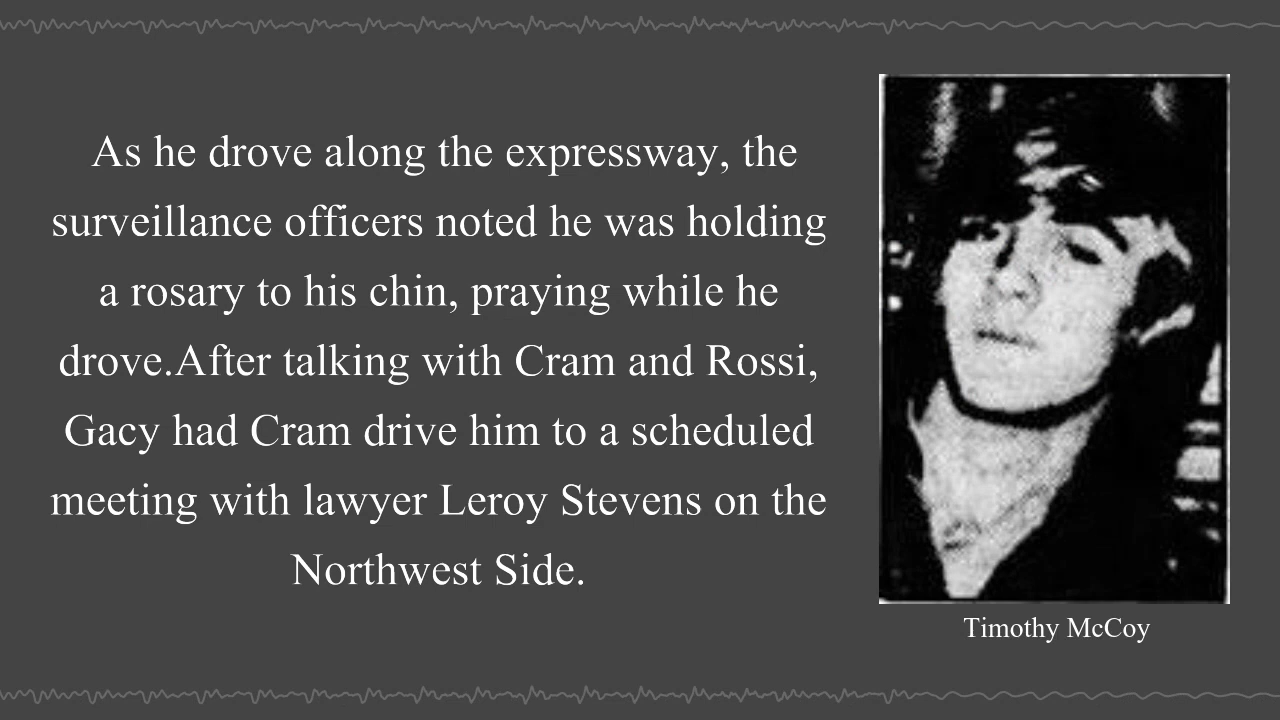 As he drove along the expressway, the
surveillance officers noted he was holding
a rosary to his chin, praying while he
drove.After talking with Cram and Rossi,
Gacy had Cram drive him to a scheduled
meeting with lawyer Leroy Stevens on the
Northwest Side.
Timothy McCoy